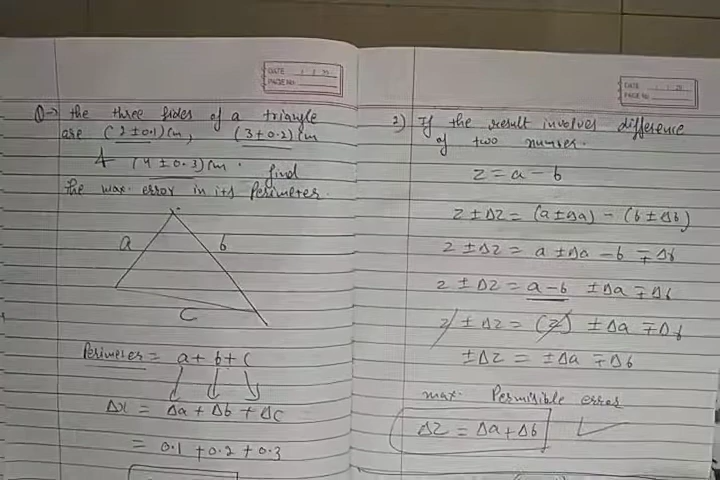 DATE
PAGE NO.
Q→ the three sides of a triangle
are (2±0.1)cm, (3±0.2)cm
& (4±0.3)cm. find
the max. error in its Perimeter.
a
b
c
Perimeter = a+b+c
Δx = Δa+Δb+Δc
= 0.1+0.2+0.3
DATE
PAGE NO.
2) If the result involves difference
of two number.
z = a-b
z±Δz = (a±Δa) - (b±Δb)
z±Δz = a±Δa-b∓Δb
z±Δz = a-b ±Δa∓Δb
z±Δz = (z) ±Δa∓Δb
±Δz = ±Δa∓Δb
max. Permisible error
Δz = Δa+Δb